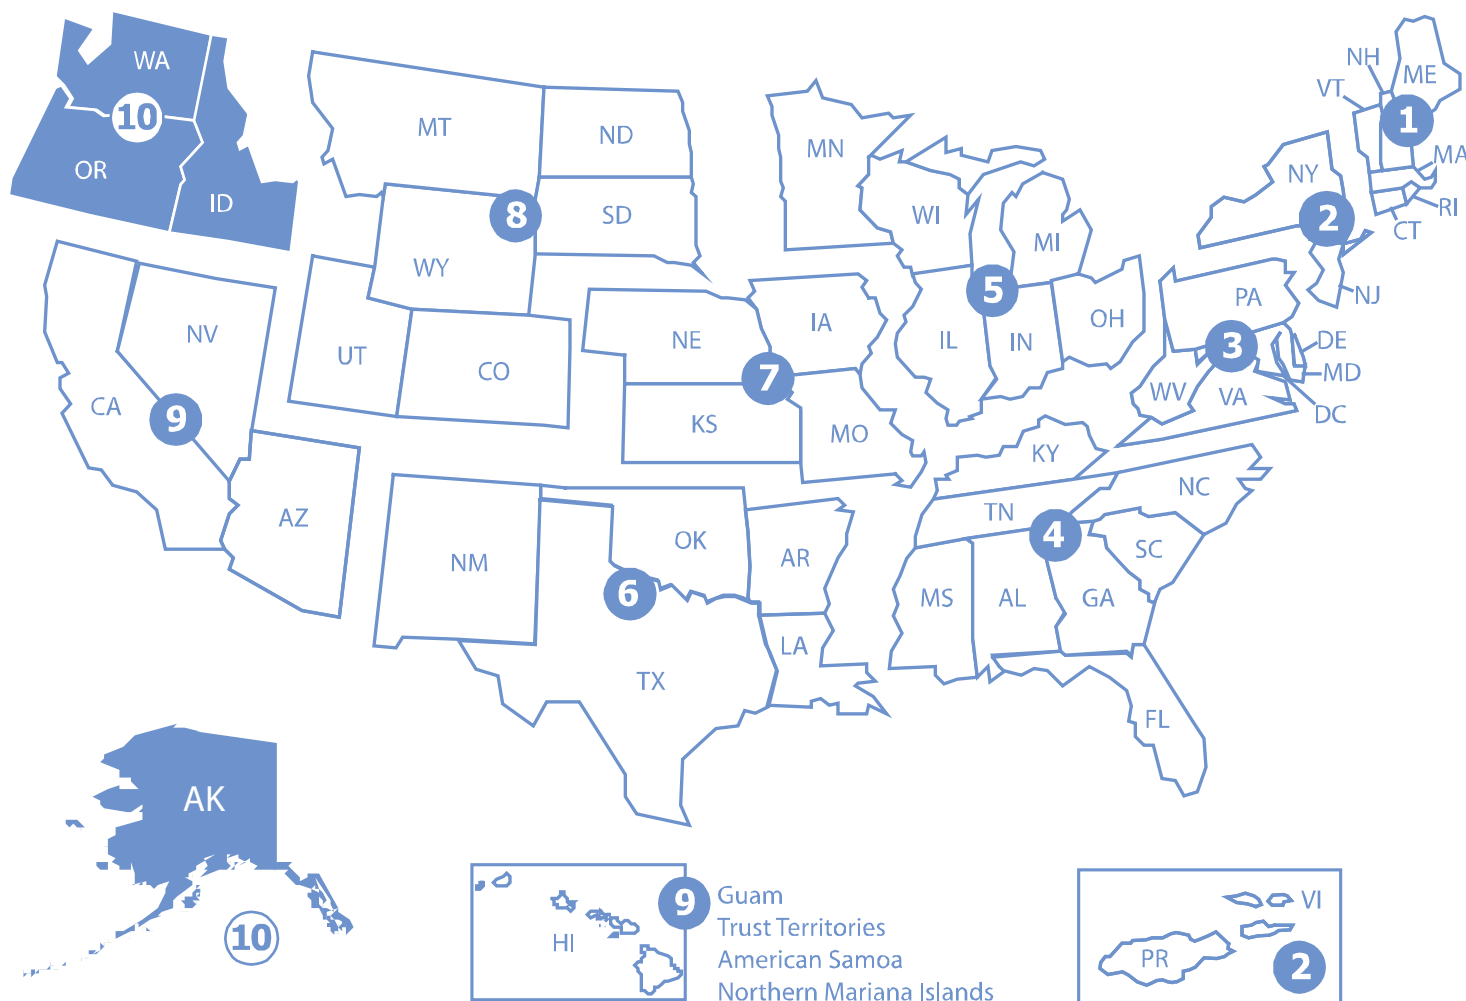 WA
10
OR
ID
MT
ND
8
SD
WY
MN
WI
MI
5
NH
VT
ME
1
MA
NY
2
RI
CT
NJ
PA
3
DE
MD
WV
VA
DC
NV
UT
CO
CA
9
AZ
NE
IA
7
KS
MO
IL
IN
OH
KY
NC
TN
4
SC
NM
OK
AR
6
TX
LA
MS
AL
GA
FL
AK
10
HI
9
Guam
Trust Territories
American Samoa
Northern Mariana Islands
VI
PR
2